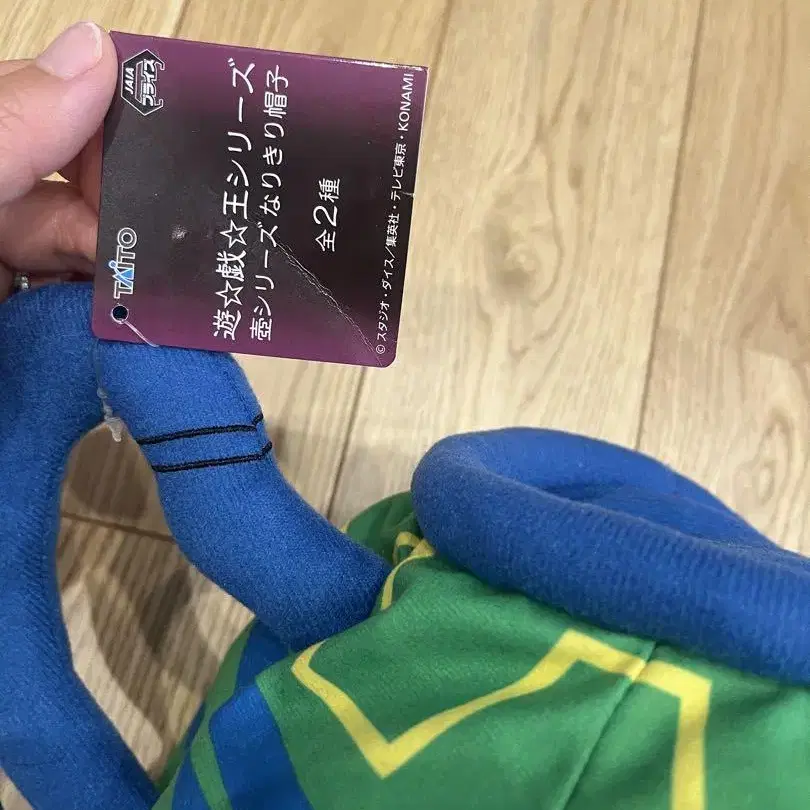 JAIA
プライス
TAITO
遊☆戯☆王シリーズ
壺シリーズなりきり帽子
全2種
© スタジオ・ダイス/集英社・テレビ東京・KONAMI